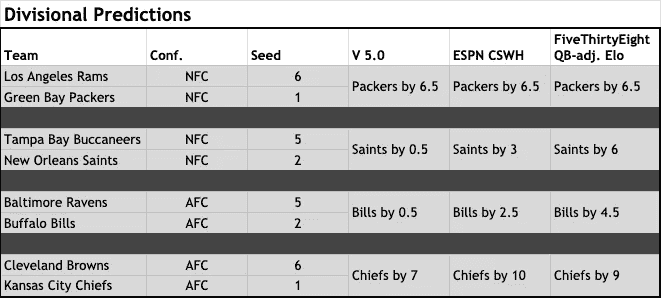 Divisional Predictions
Team Conf. Seed V 5.0 ESPN CSWH FiveThirtyEight QB-adj. Elo
Los Angeles Rams NFC 6
Packers by 6.5 Packers by 6.5 Packers by 6.5
Green Bay Packers NFC 1
Tampa Bay Buccaneers NFC 5
Saints by 0.5 Saints by 3 Saints by 6
New Orleans Saints NFC 2
Baltimore Ravens AFC 5
Bills by 0.5 Bills by 2.5 Bills by 4.5
Buffalo Bills AFC 2
Cleveland Browns AFC 6
Chiefs by 7 Chiefs by 10 Chiefs by 9
Kansas City Chiefs AFC 1